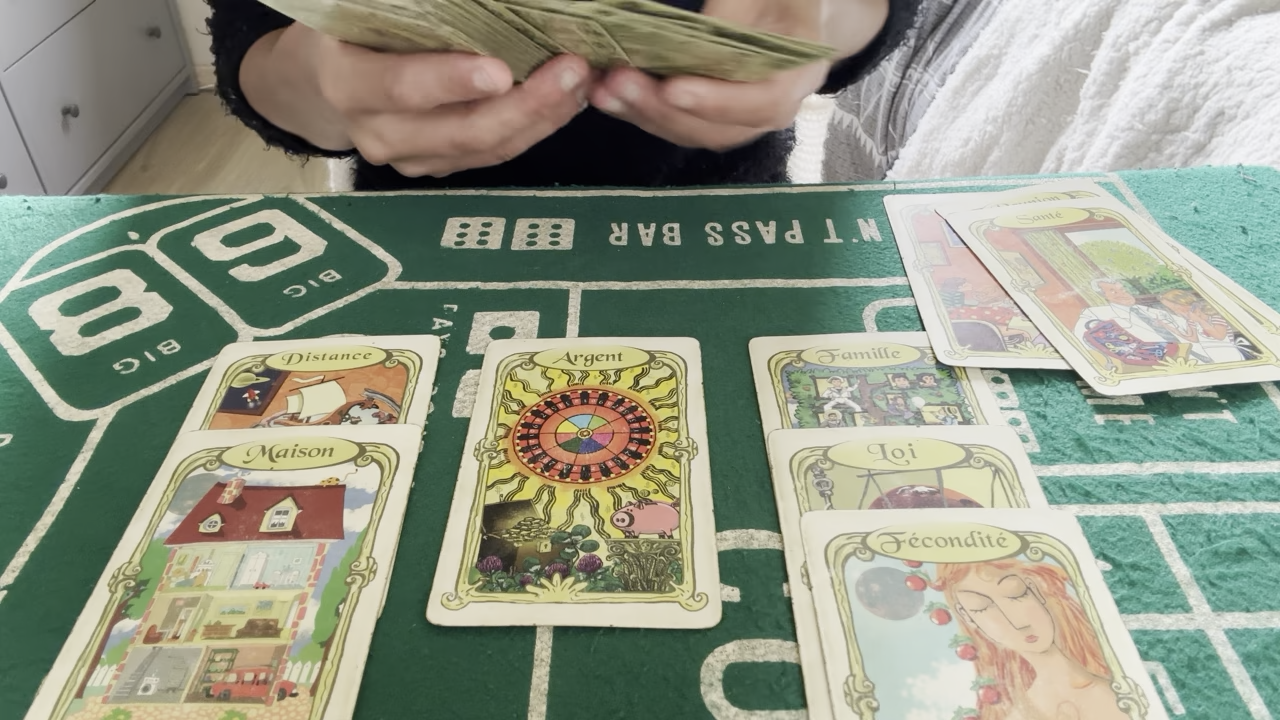 N'T PASS BAR
Santé
6
BIG
8
BIG
Distance
Argent
Famille
Maison
Loi
Fécondité